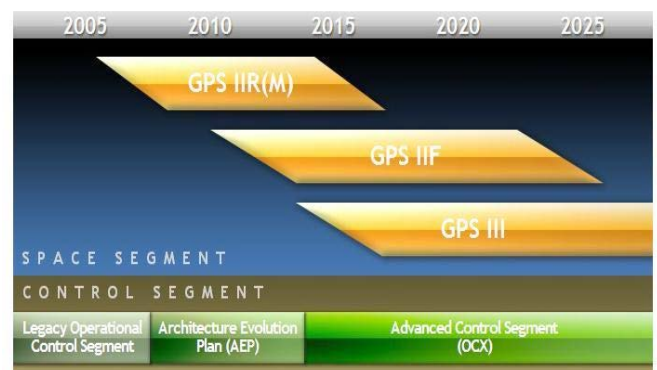 2005 2010 2015 2020 2025
GPS IIR(M)
GPS IIF
GPS III
SPACE SEGMENT
CONTROL SEGMENT
Legacy Operational
Control Segment
Architecture Evolution
Plan (AEP)
Advanced Control Segment
(OCX)